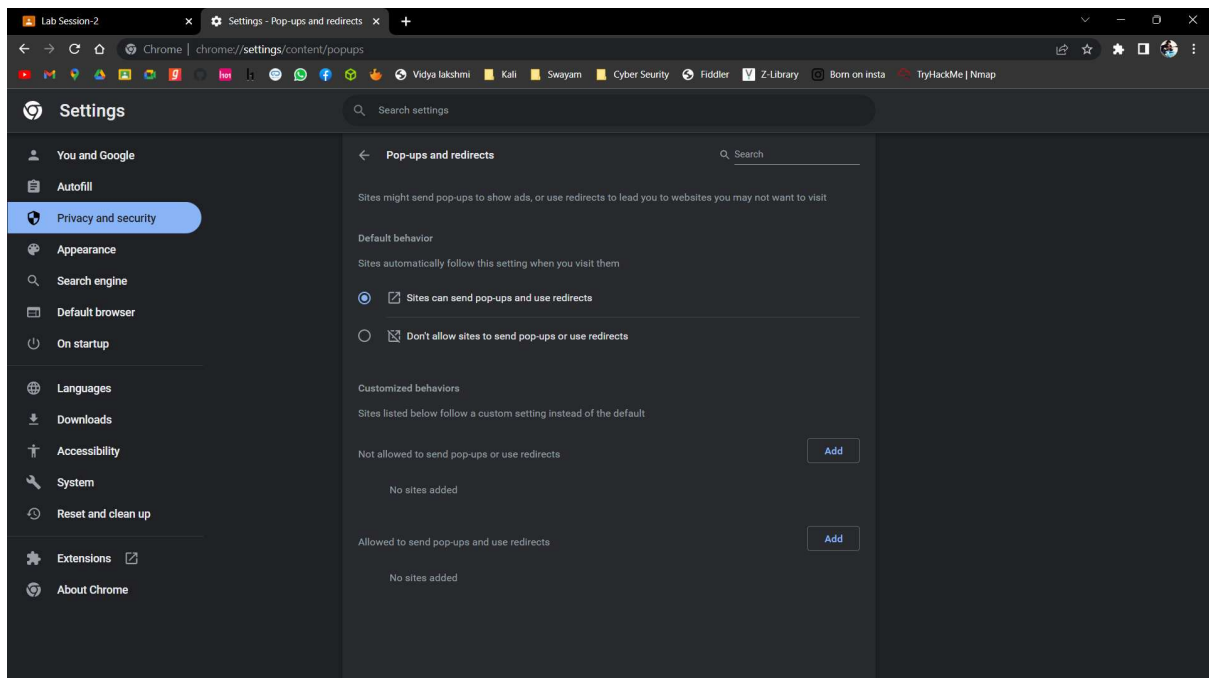 Lab Session-2
Settings - Pop-ups and redirects
Chrome | chrome://settings/content/popups
Vidya lakshmi Kali Swayam Cyber Seurity Fiddler Z-Library Born on insta TryHackMe | Nmap
Settings
Search settings
You and Google
Autofill
Privacy and security
Appearance
Search engine
Default browser
On startup
Languages
Downloads
Accessibility
System
Reset and clean up
Extensions
About Chrome
Pop-ups and redirects
Search
Sites might send pop-ups to show ads, or use redirects to lead you to websites you may not want to visit
Default behavior
Sites automatically follow this setting when you visit them
Sites can send pop-ups and use redirects
Don't allow sites to send pop-ups or use redirects
Customized behaviors
Sites listed below follow a custom setting instead of the default
Not allowed to send pop-ups or use redirects
Add
No sites added
Allowed to send pop-ups and use redirects
Add
No sites added